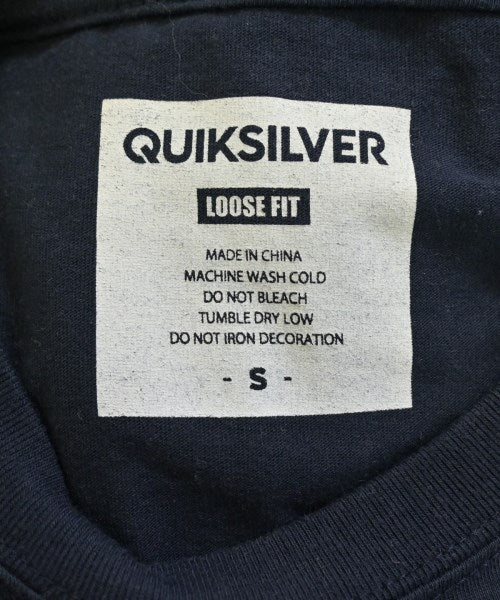 QUIKSILVER
LOOSE FIT
MADE IN CHINA
MACHINE WASH COLD
DO NOT BLEACH
TUMBLE DRY LOW
DO NOT IRON DECORATION
- S -